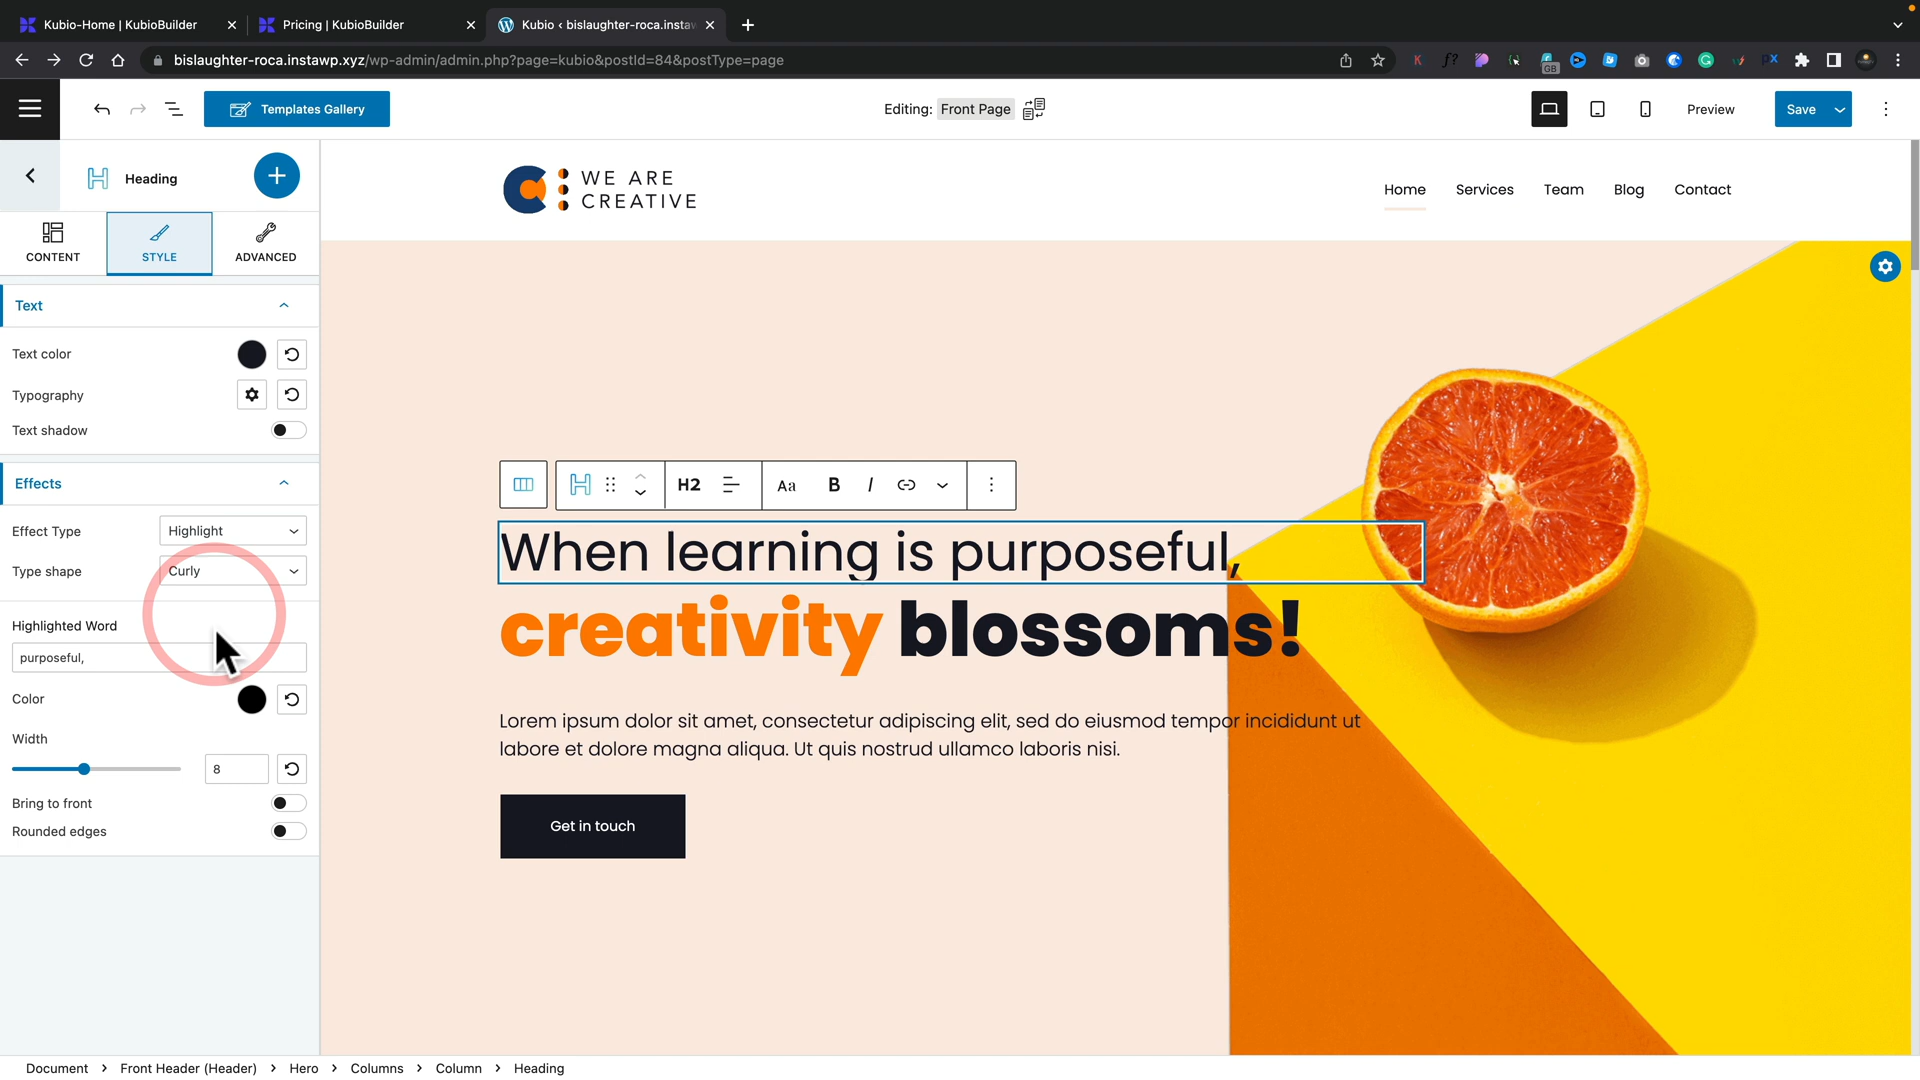 Kubio-Home | KubioBuilder
Pricing | KubioBuilder
Kubio < bislaughter-roca.instaw
bislaughter-roca.instawp.xyz/wp-admin/admin.php?page=kubio&postId=84&postType=page
Templates Gallery
Editing: Front Page
Preview
Save
Heading
CONTENT
STYLE
ADVANCED
Text
Text color
Typography
Text shadow
Effects
Effect Type
Highlight
Type shape
Curly
Highlighted Word
purposeful,
Color
Width
8
Bring to front
Rounded edges
WE ARE
CREATIVE
Home Services Team Blog Contact
H2
Aa B I
When learning is purposeful,
creativity blossoms!
Lorem ipsum dolor sit amet, consectetur adipiscing elit, sed do eiusmod tempor incididunt ut
labore et dolore magna aliqua. Ut quis nostrud ullamco laboris nisi.
Get in touch
Document > Front Header (Header) > Hero > Columns > Column > Heading